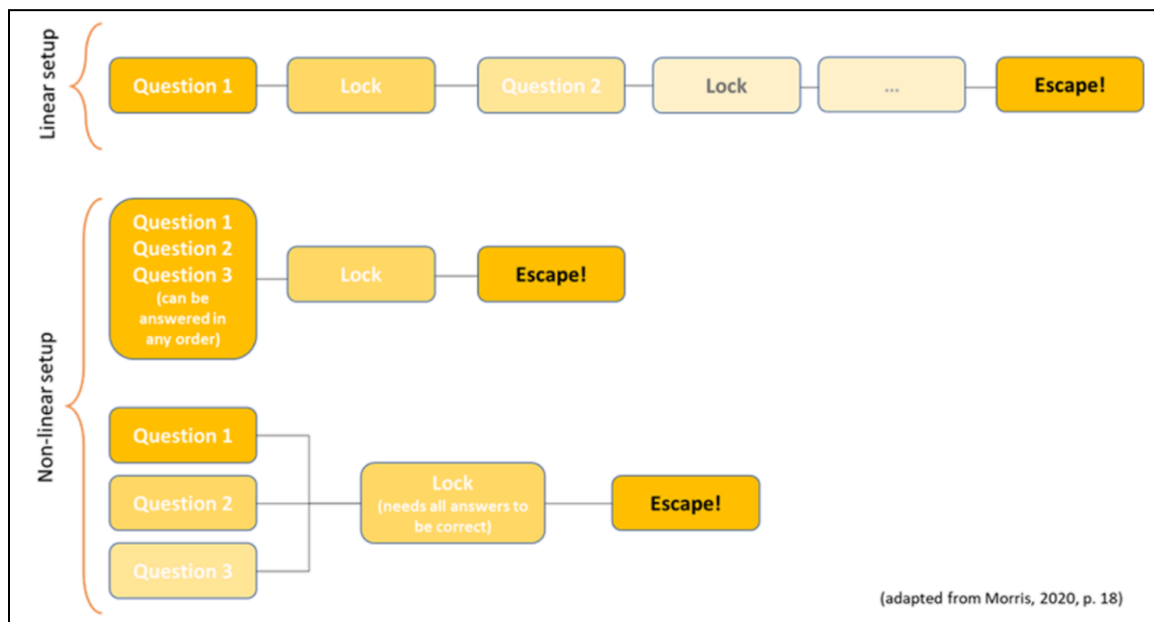 Linear setup
Question 1
Lock
Question 2
Lock
...
Escape!
Non-linear setup
Question 1
Question 2
Question 3
(can be
answered in
any order)
Lock
Escape!
Question 1
Question 2
Question 3
Lock
(needs all answers to
be correct)
Escape!
(adapted from Morris, 2020, p. 18)